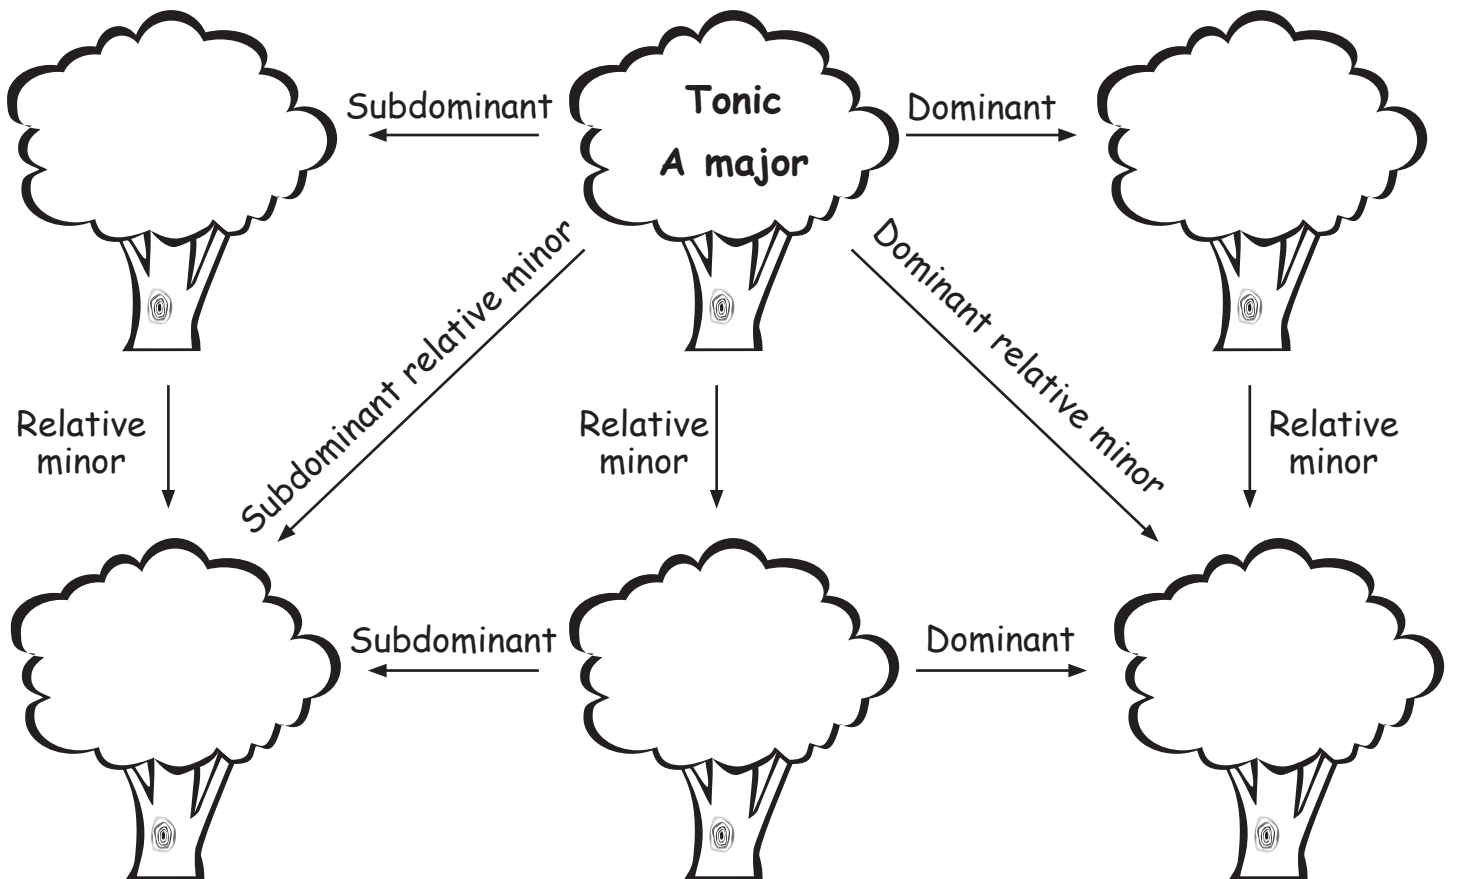 Subdominant
Tonic
A major
Dominant
Subdominant relative minor
Dominant relative minor
Relative
minor
Relative
minor
Relative
minor
Subdominant
Dominant